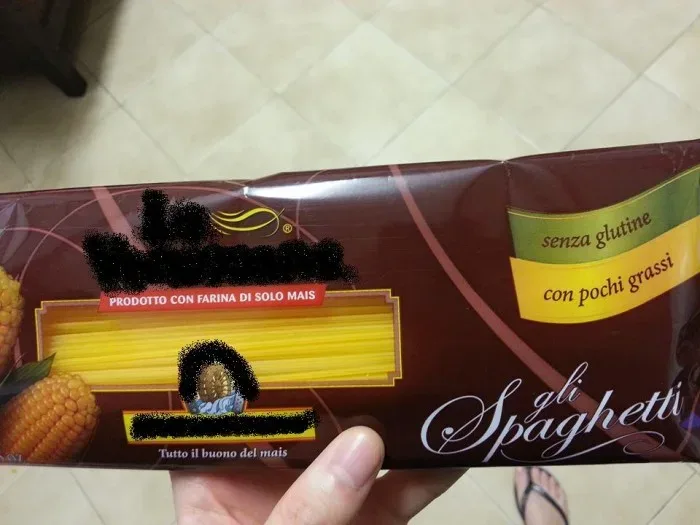 ®
PRODOTTO CON FARINA DI SOLO MAIS
senza glutine
con pochi grassi
gli
Spaghetti
Tutto il buono del mais